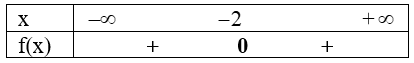 x –∞ –2 +∞
f(x) + 0 +